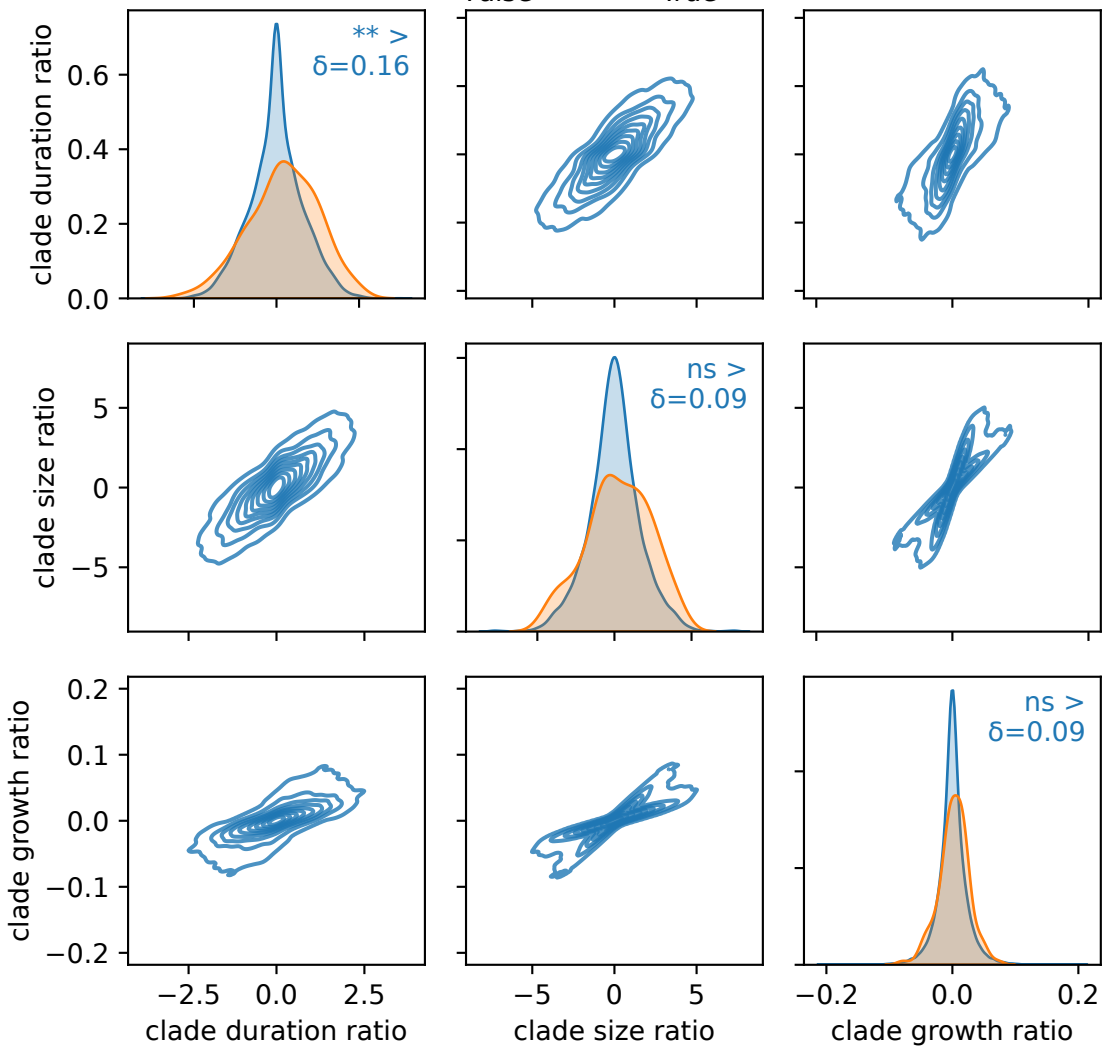 False True
clade duration ratio
0.6
0.4
0.2
0.0
** >
δ=0.16
clade size ratio
5
0
−5
ns >
δ=0.09
clade growth ratio
0.2
0.1
0.0
−0.1
−0.2
ns >
δ=0.09
−2.5 0.0 2.5
−5 0 5
−0.2 0.0 0.2
clade duration ratio
clade size ratio
clade growth ratio